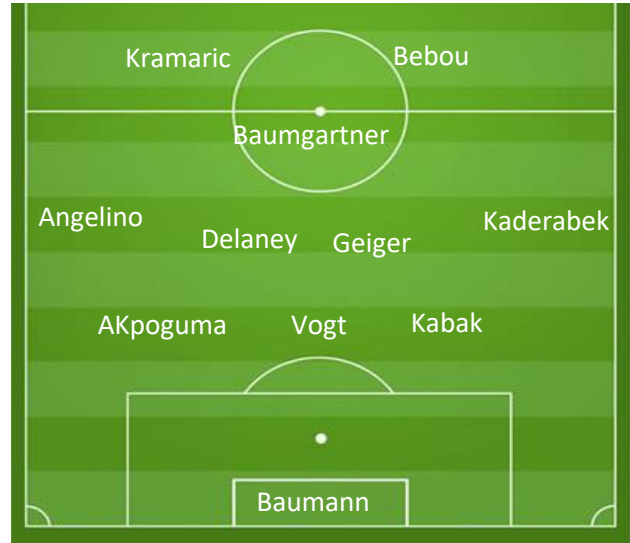 Kramaric
Bebou
Baumgartner
Angelino
Kaderabek
Delaney
Geiger
AKpoguma
Vogt
Kabak
Baumann